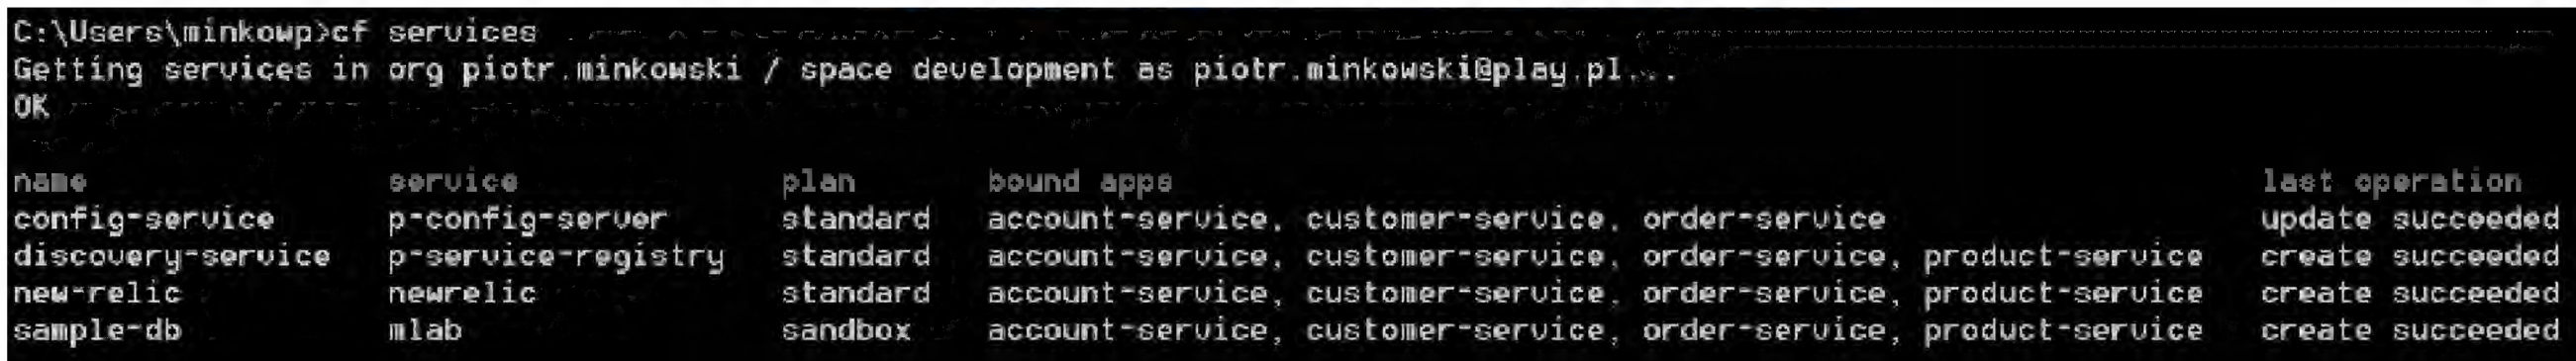 C:\Users\minkowp>cf services
Getting services in org piotr.minkowski / space development as piotr.minkowski@play.pl...
OK
name service plan bound apps last operation
config-service p-config-server standard account-service, customer-service, order-service update succeeded
discovery-service p-service-registry standard account-service, customer-service, order-service, product-service create succeeded
new-relic newrelic standard account-service, customer-service, order-service, product-service create succeeded
sample-db mlab sandbox account-service, customer-service, order-service, product-service create succeeded